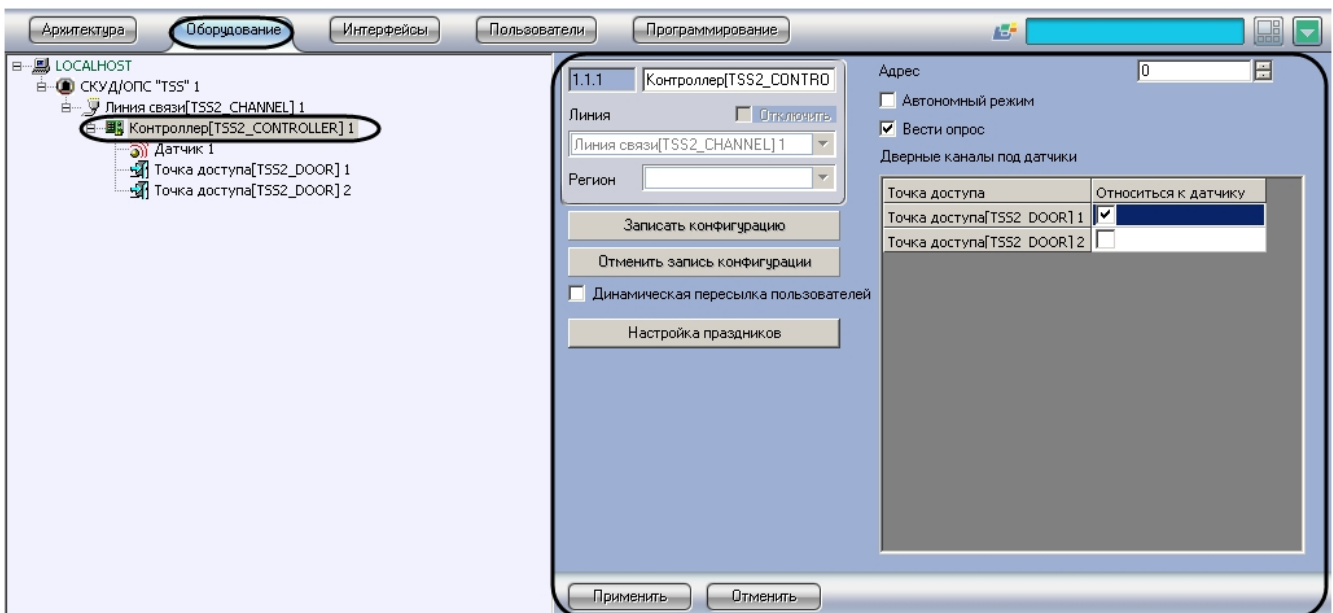 Архитектура
Оборудование
Интерфейсы
Пользователи
Программирование
LOCALHOST
СКУД/ОПС "TSS" 1
Линия связи[TSS2_CHANNEL] 1
Контроллер[TSS2_CONTROLLER] 1
Датчик 1
Точка доступа[TSS2_DOOR] 1
Точка доступа[TSS2_DOOR] 2
1.1.1
Контроллер[TSS2_CONTRO
Линия
Отключить
Линия связи[TSS2_CHANNEL] 1
Регион
Записать конфигурацию
Отменить запись конфигурации
Динамическая пересылка пользователей
Настройка праздников
Адрес
0
Автономный режим
Вести опрос
Дверные каналы под датчики
Точка доступа Относиться к датчику
Точка доступа[TSS2_DOOR] 1
Точка доступа[TSS2_DOOR] 2
Применить
Отменить